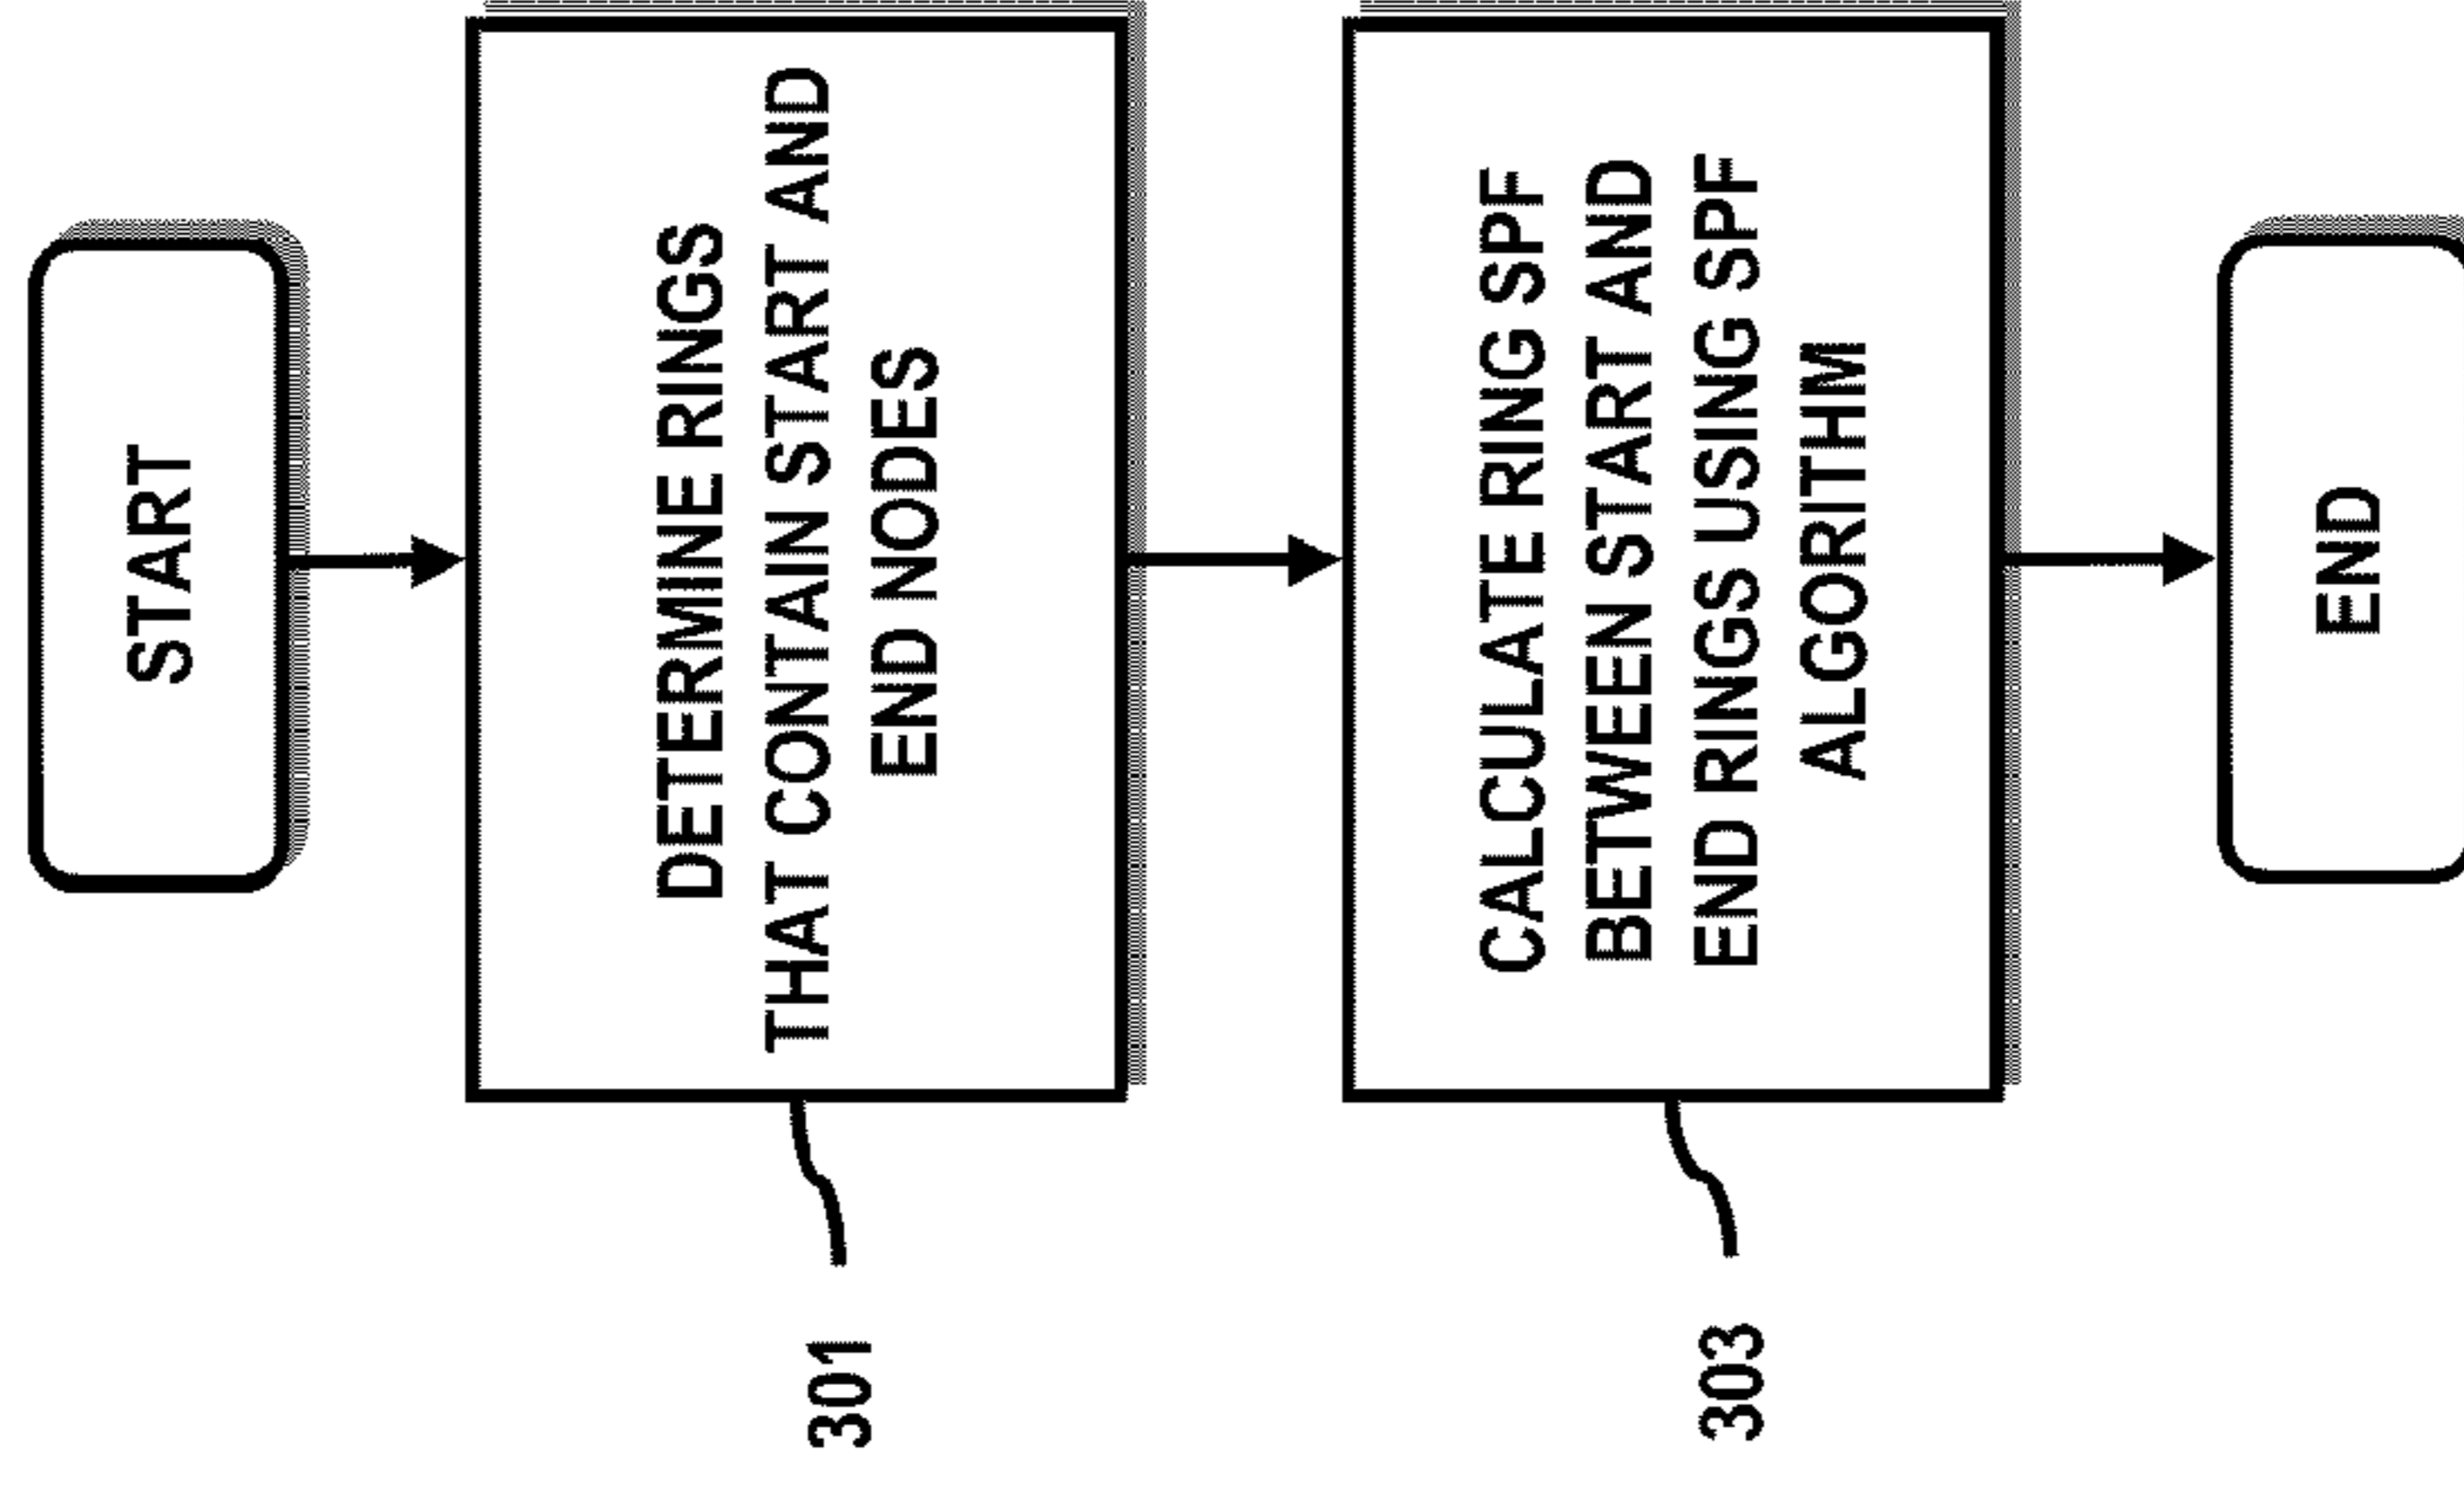 START
DETERMINE RINGS
THAT CONTAIN START AND
END NODES
301
CALCULATE RING SPF
BETWEEN START AND
END RINGS USING SPF
ALGORITHM
303
END